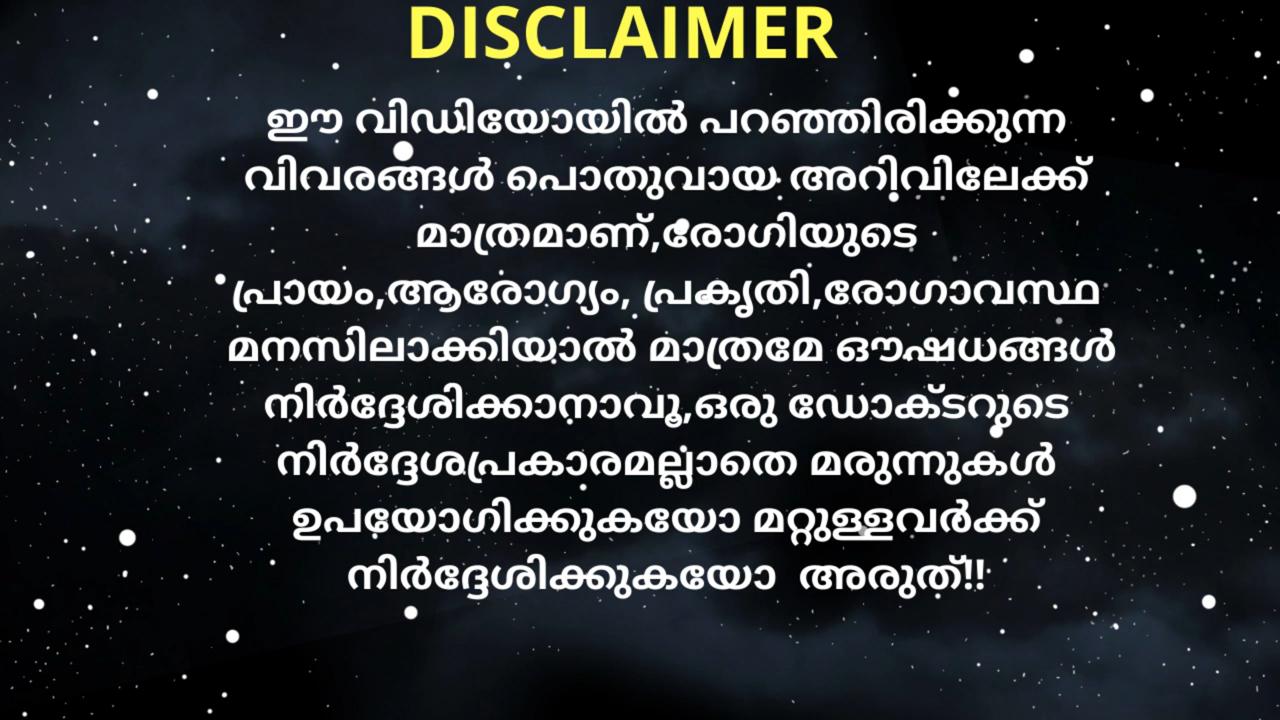 DISCLAIMER
ഈ വിഡിയോയിൽ പറഞ്ഞിരിക്കുന്ന
വിവരങ്ങൾ പൊതുവായ അറിവിലേക്ക്
മാത്രമാണ്,രോഗിയുടെ
പ്രായം,ആരോഗ്യം, പ്രകൃതി,രോഗാവസ്ഥ
മനസിലാക്കിയാൽ മാത്രമേ ഔഷധങ്ങൾ
നിർദ്ദേശിക്കാനാവൂ,ഒരു ഡോക്ടറുടെ
നിർദ്ദേശപ്രകാരമല്ലാതെ മരുന്നുകൾ
ഉപയോഗിക്കുകയോ മറ്റുള്ളവർക്ക്
നിർദ്ദേശിക്കുകയോ അരുത്!!